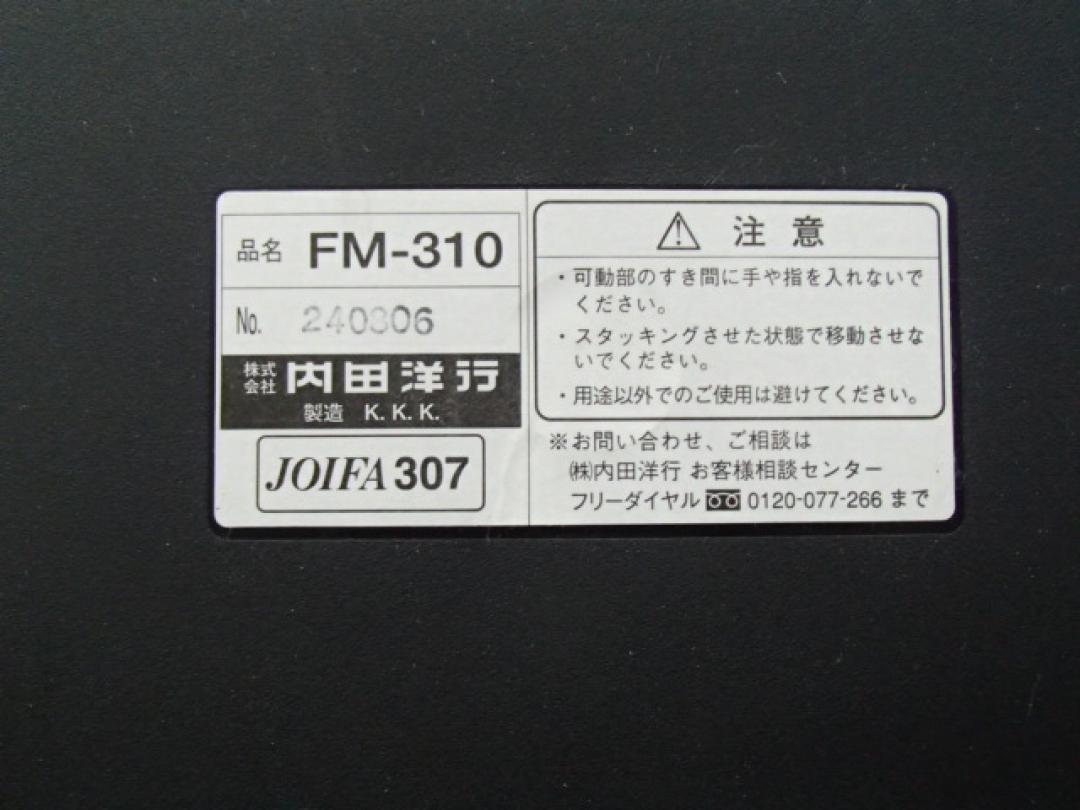 品名 FM-310
No. 240306
株式会社 内田洋行
製造 K.K.K.
JOIFA 307
注意
・可動部のすき間に手や指を入れないで
ください。
・スタッキングさせた状態で移動させな
いでください。
・用途以外でのご使用は避けてください。
※お問い合わせ、ご相談は
㈱内田洋行 お客様相談センター
フリーダイヤル 0120-077-266 まで